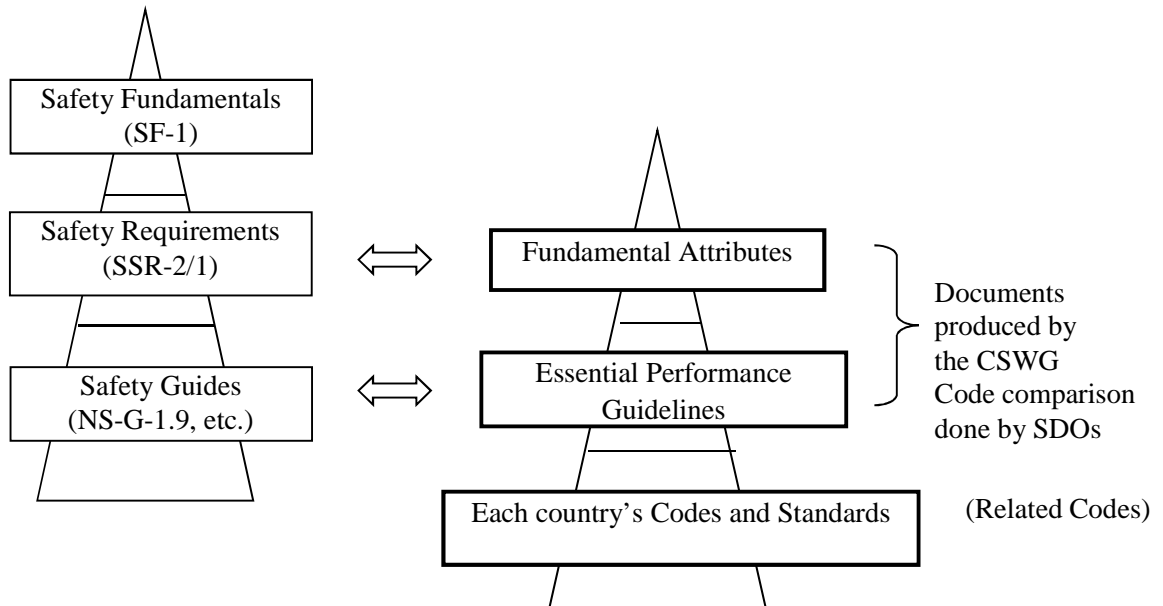 Safety Fundamentals
(SF-1)
Safety Requirements
(SSR-2/1)
Safety Guides
(NS-G-1.9, etc.)
Fundamental Attributes
Essential Performance
Guidelines
Each country’s Codes and Standards
Documents
produced by
the CSWG
Code comparison
done by SDOs
(Related Codes)